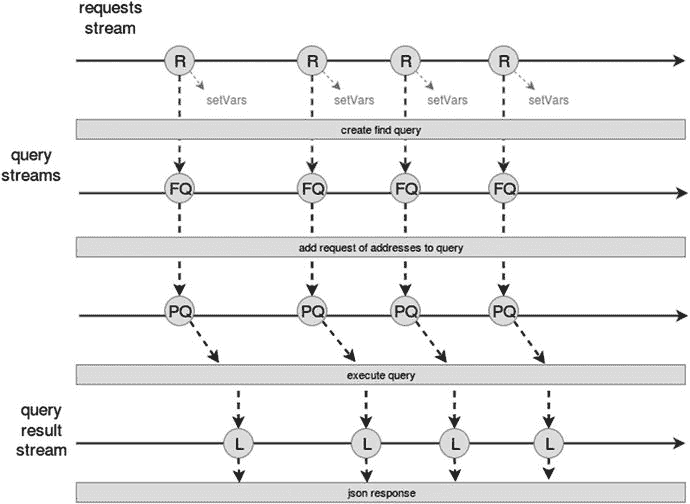 requests
stream
R R R R
setVars setVars setVars setVars
create find query
query
streams
FQ FQ FQ FQ
add request of addresses to query
PQ PQ PQ PQ
execute query
query
result
stream
L L L L
json response